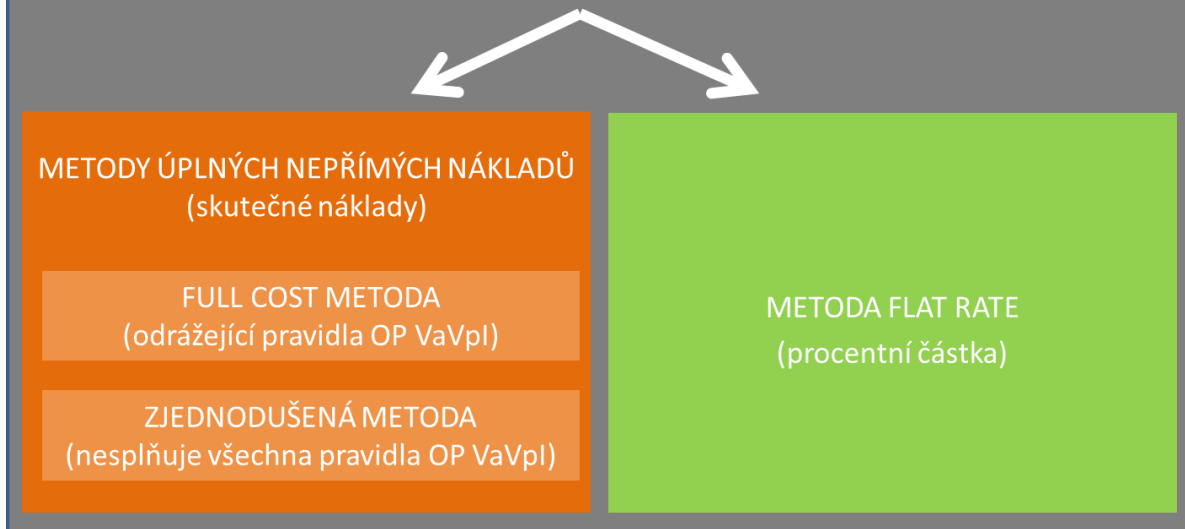 METODY ÚPLNÝCH NEPŘÍMÝCH NÁKLADŮ
(skutečné náklady)
FULL COST METODA
(odrážející pravidla OP VaVpI)
ZJEDNODUŠENÁ METODA
(nesplňuje všechna pravidla OP VaVpI)
METODA FLAT RATE
(procentní částka)